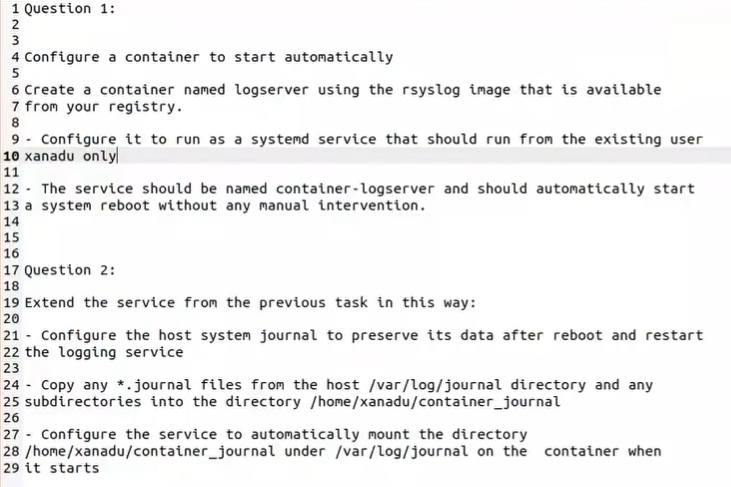 1 Question 1:
2
3
4 Configure a container to start automatically
5
6 Create a container named logserver using the rsyslog image that is available
7 from your registry.
8
9 - Configure it to run as a systemd service that should run from the existing user
10 xanadu only
11
12 - The service should be named container-logserver and should automatically start
13 a system reboot without any manual intervention.
14
15
16
17 Question 2:
18
19 Extend the service from the previous task in this way:
20
21 - Configure the host system journal to preserve its data after reboot and restart
22 the logging service
23
24 - Copy any *.journal files from the host /var/log/journal directory and any
25 subdirectories into the directory /home/xanadu/container_journal
26
27 - Configure the service to automatically mount the directory
28 /home/xanadu/container_journal under /var/log/journal on the  container when
29 it starts